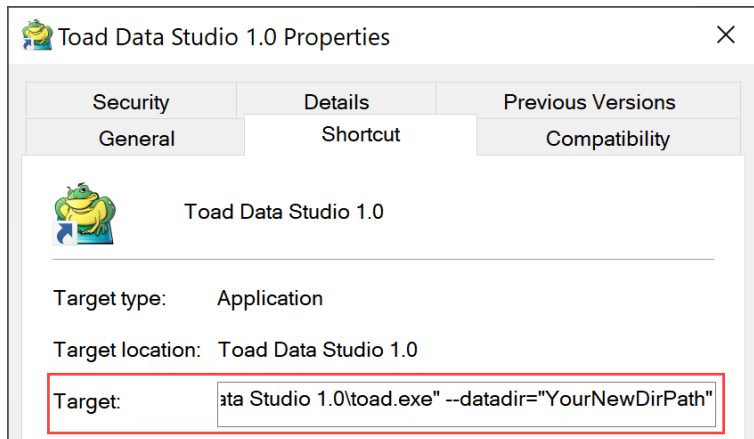 Toad Data Studio 1.0 Properties
Security Details Previous Versions
General Shortcut Compatibility
Toad Data Studio 1.0
Target type: Application
Target location: Toad Data Studio 1.0
Target: ata Studio 1.0\toad.exe" --datadir="YourNewDirPath"